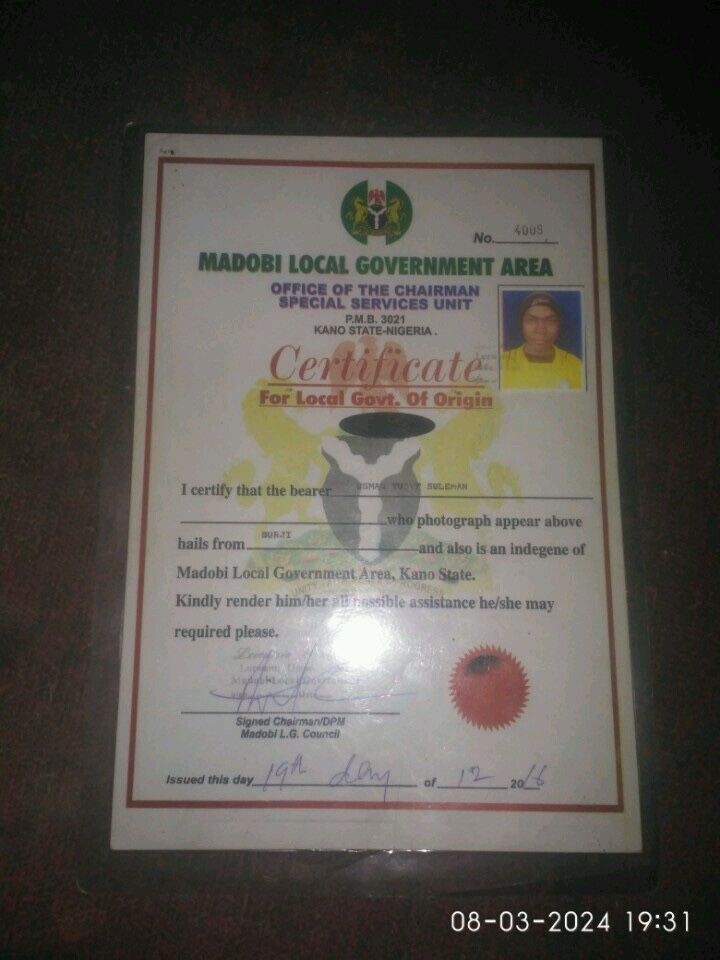 No. 4008
MADOBI LOCAL GOVERNMENT AREA
OFFICE OF THE CHAIRMAN
SPECIAL SERVICES UNIT
P.M.B. 3021
KANO STATE-NIGERIA .
Certificate
For Local Govt. Of Origin
I certify that the bearer USMAN YUSUF SULEMAN
who photograph appear above
hails from BURJI and also is an indegene of
Madobi Local Government Area, Kano State.
Kindly render him/her all possible assistance he/she may
required please.
Signed Chairman/DPM
Madobi L.G. Council
Issued this day 19th day of 12 2016
08-03-2024 19:31